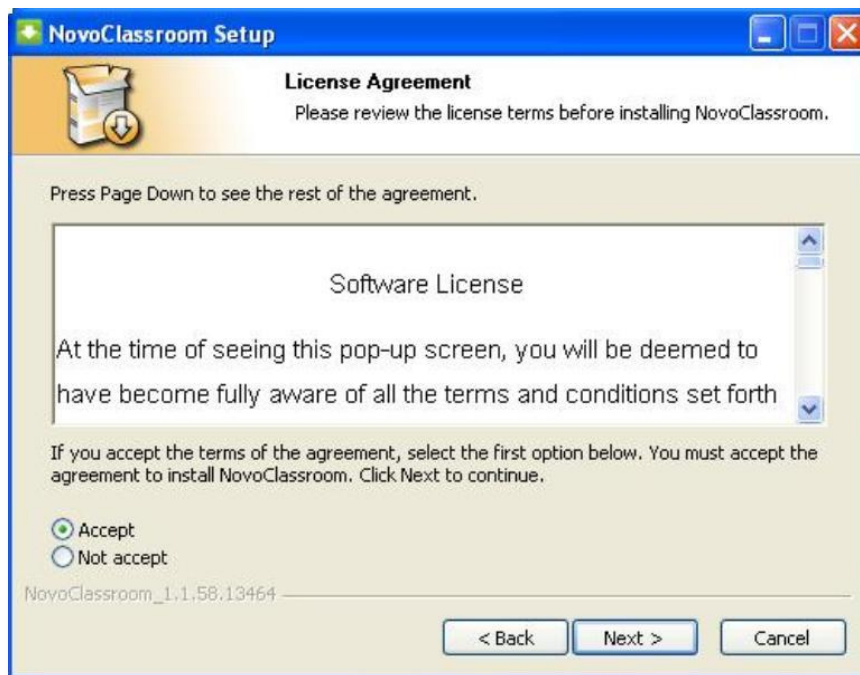 NovoClassroom Setup
License Agreement
Please review the license terms before installing NovoClassroom.
Press Page Down to see the rest of the agreement.
Software License
At the time of seeing this pop-up screen, you will be deemed to
have become fully aware of all the terms and conditions set forth
If you accept the terms of the agreement, select the first option below. You must accept the
agreement to install NovoClassroom. Click Next to continue.
Accept
Not accept
NovoClassroom_1.1.58.13464
< Back Next > Cancel